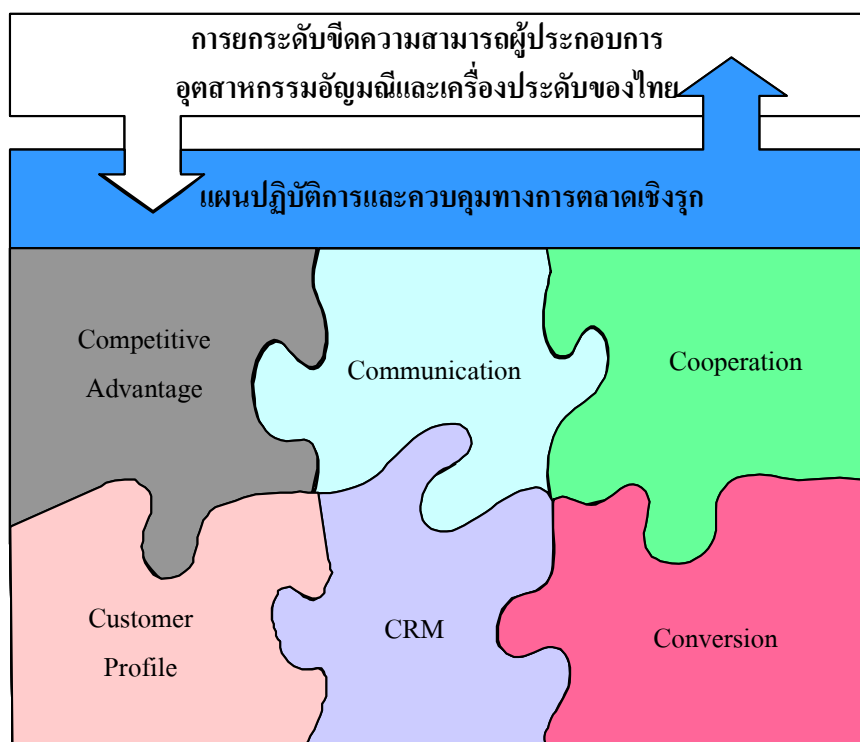 การยกระดับขีดความสามารถผู้ประกอบการ
อุตสาหกรรมอัญมณีและเครื่องประดับของไทย
แผนปฏิบัติการและควบคุมทางการตลาดเชิงรุก
Competitive
Advantage
Communication
Cooperation
Customer
Profile
CRM
Conversion